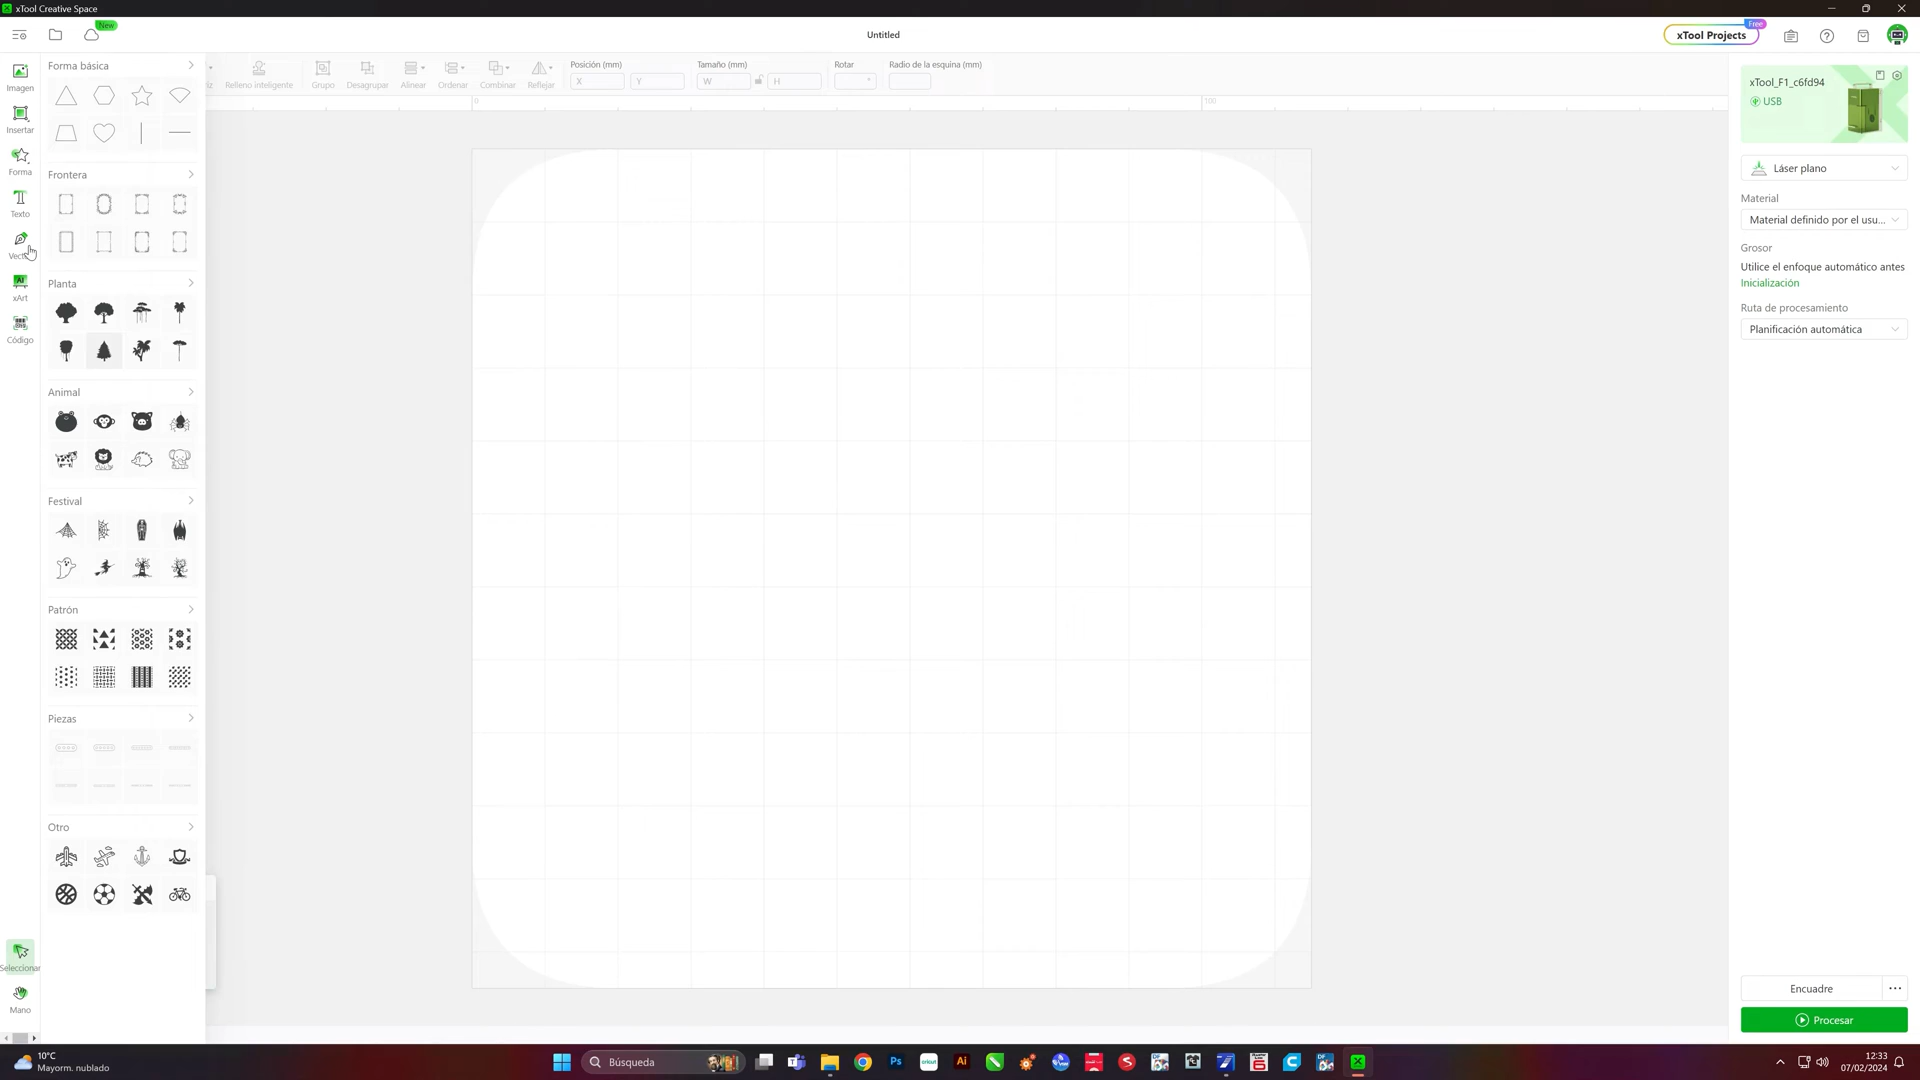 xTool Creative Space
New
Untitled
Free
xTool Projects
Imagen
Insertar
Forma
Texto
xArt
Código
Seleccionar
Mano
Forma básica
Frontera
Planta
Animal
Festival
Patrón
Piezas
Otro
Relleno inteligente
Grupo
Desagrupar
Alinear
Ordenar
Combinar
Reflejar
Posición (mm)
X
Y
Tamaño (mm)
W
H
Rotar
°
Radio de la esquina (mm)
0
100
xTool_F1_c6fd94
USB
Láser plano
Material
Material definido por el usu...
Grosor
Utilice el enfoque automático antes
Inicialización
Ruta de procesamiento
Planificación automática
Encuadre
Procesar
10°C
Mayorm. nublado
Búsqueda
12:33
07/02/2024